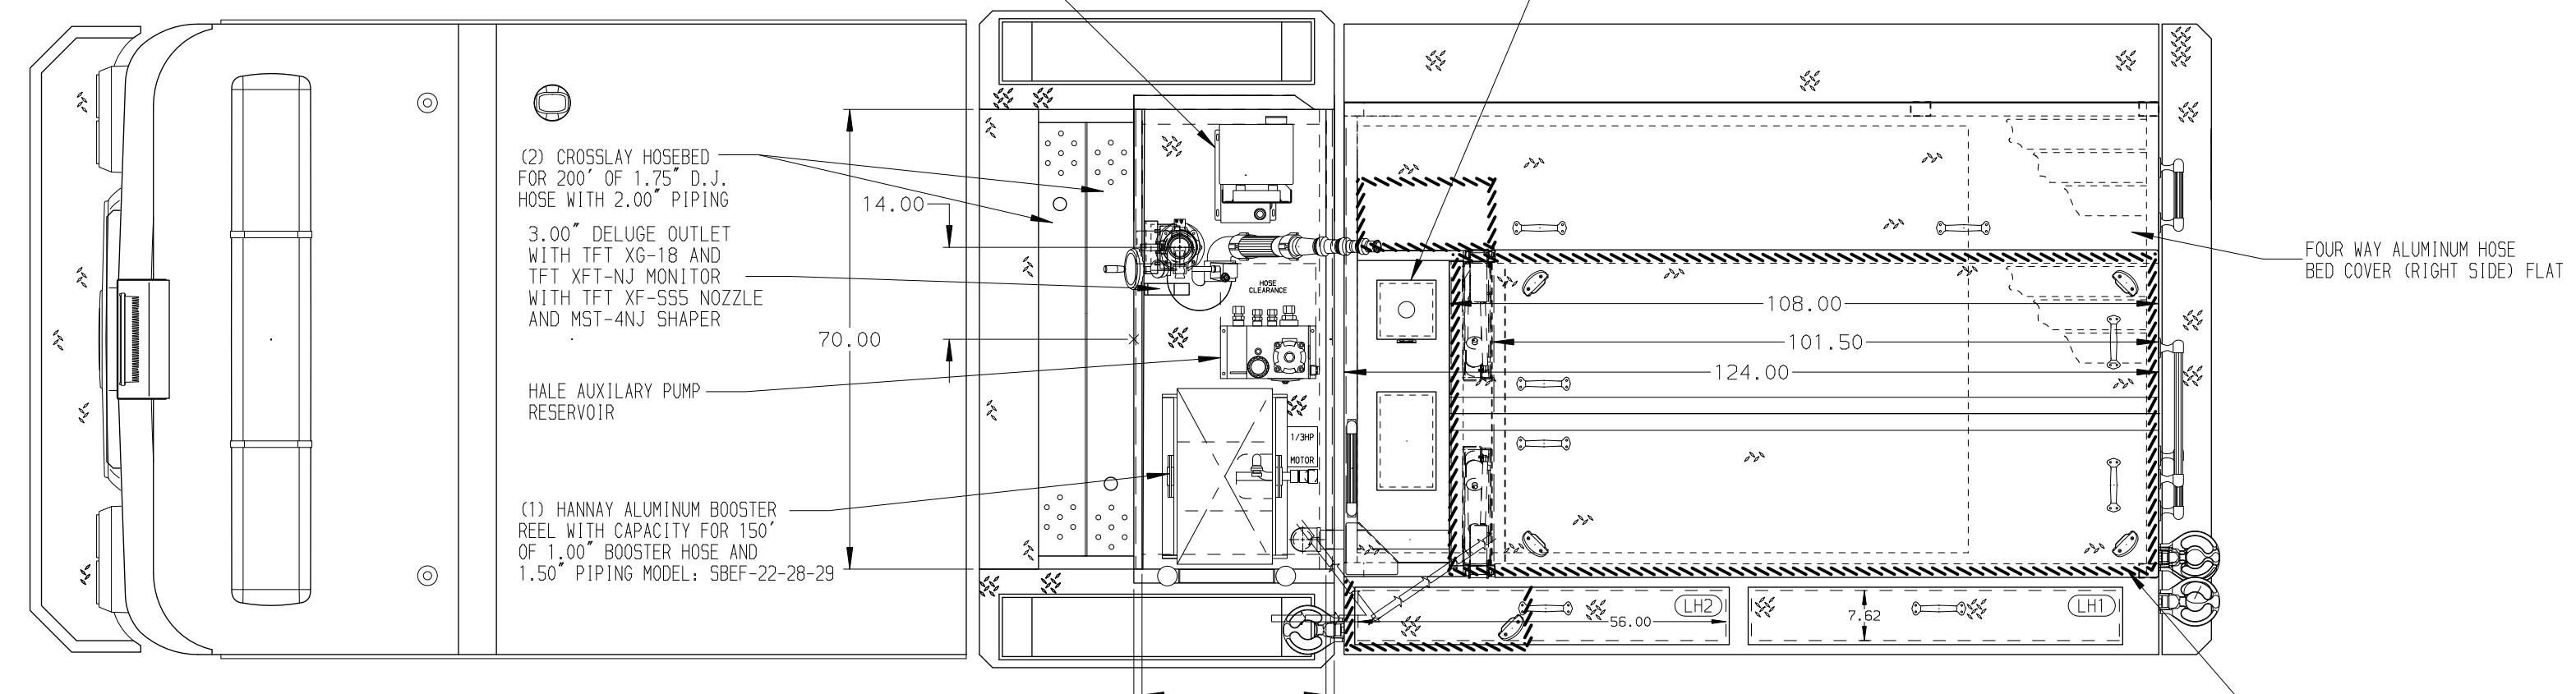 (2) CROSSLAY HOSEBED
FOR 200' OF 1.75" D.J.
HOSE WITH 2.00" PIPING
14.00
3.00" DELUGE OUTLET
WITH TFT XG-18 AND
TFT XFT-NJ MONITOR
WITH TFT XF-SS5 NOZZLE
AND MST-4NJ SHAPER
70.00
HALE AUXILARY PUMP
RESERVOIR
(1) HANNAY ALUMINUM BOOSTER
REEL WITH CAPACITY FOR 150'
OF 1.00" BOOSTER HOSE AND
1.50" PIPING MODEL: SBEF-22-28-29
HOSE
CLEARANCE
1/3HP
MOTOR
108.00
101.50
124.00
FOUR WAY ALUMINUM HOSE
BED COVER (RIGHT SIDE) FLAT
LH2
56.00
7.62
LH1